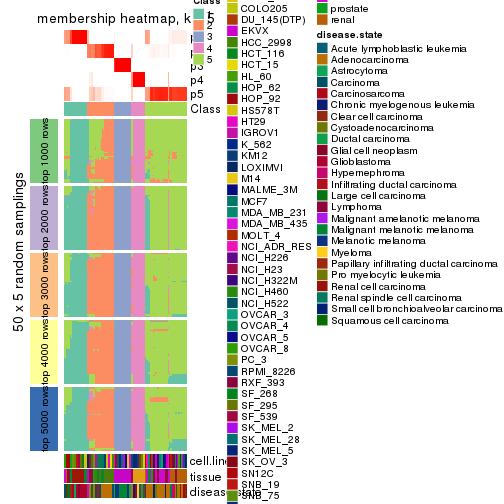 membership heatmap, k
p4
p5
Class
Class
1
2
3
4
5
50 x 5 random samplings
top 1000 rows
top 2000 rows
top 3000 rows
top 4000 rows
top 5000 rows
cell.line
tissue
disease.state
COLO205
DU_145(DTP)
EKVX
HCC_2998
HCT_116
HCT_15
HL_60
HOP_62
HOP_92
HS578T
HT29
IGROV1
K_562
KM12
LOXIMVI
M14
MALME_3M
MCF7
MDA_MB_231
MDA_MB_435
MOLT_4
NCI_ADR_RES
NCI_H226
NCI_H23
NCI_H322M
NCI_H460
NCI_H522
OVCAR_3
OVCAR_4
OVCAR_5
OVCAR_8
PC_3
RPMI_8226
RXF_393
SF_268
SF_295
SF_539
SK_MEL_2
SK_MEL_28
SK_MEL_5
SK_OV_3
SN12C
SNB_19
SNB_75
prostate
renal
disease.state
Acute lymphoblastic leukemia
Adenocarcinoma
Astrocytoma
Carcinoma
Carcinosarcoma
Chronic myelogenous leukemia
Clear cell carcinoma
Cystoadenocarcinoma
Ductal carcinoma
Glial cell neoplasm
Glioblastoma
Hypernephroma
Infiltrating ductal carcinoma
Large cell carcinoma
Lymphoma
Malignant amelanotic melanoma
Malignant melanotic melanoma
Melanotic melanoma
Myeloma
Papillary infiltrating ductal carcinoma
Pro myelocytic leukemia
Renal cell carcinoma
Renal spindle cell carcinoma
Small cell bronchioalveolar carcinoma
Squamous cell carcinoma